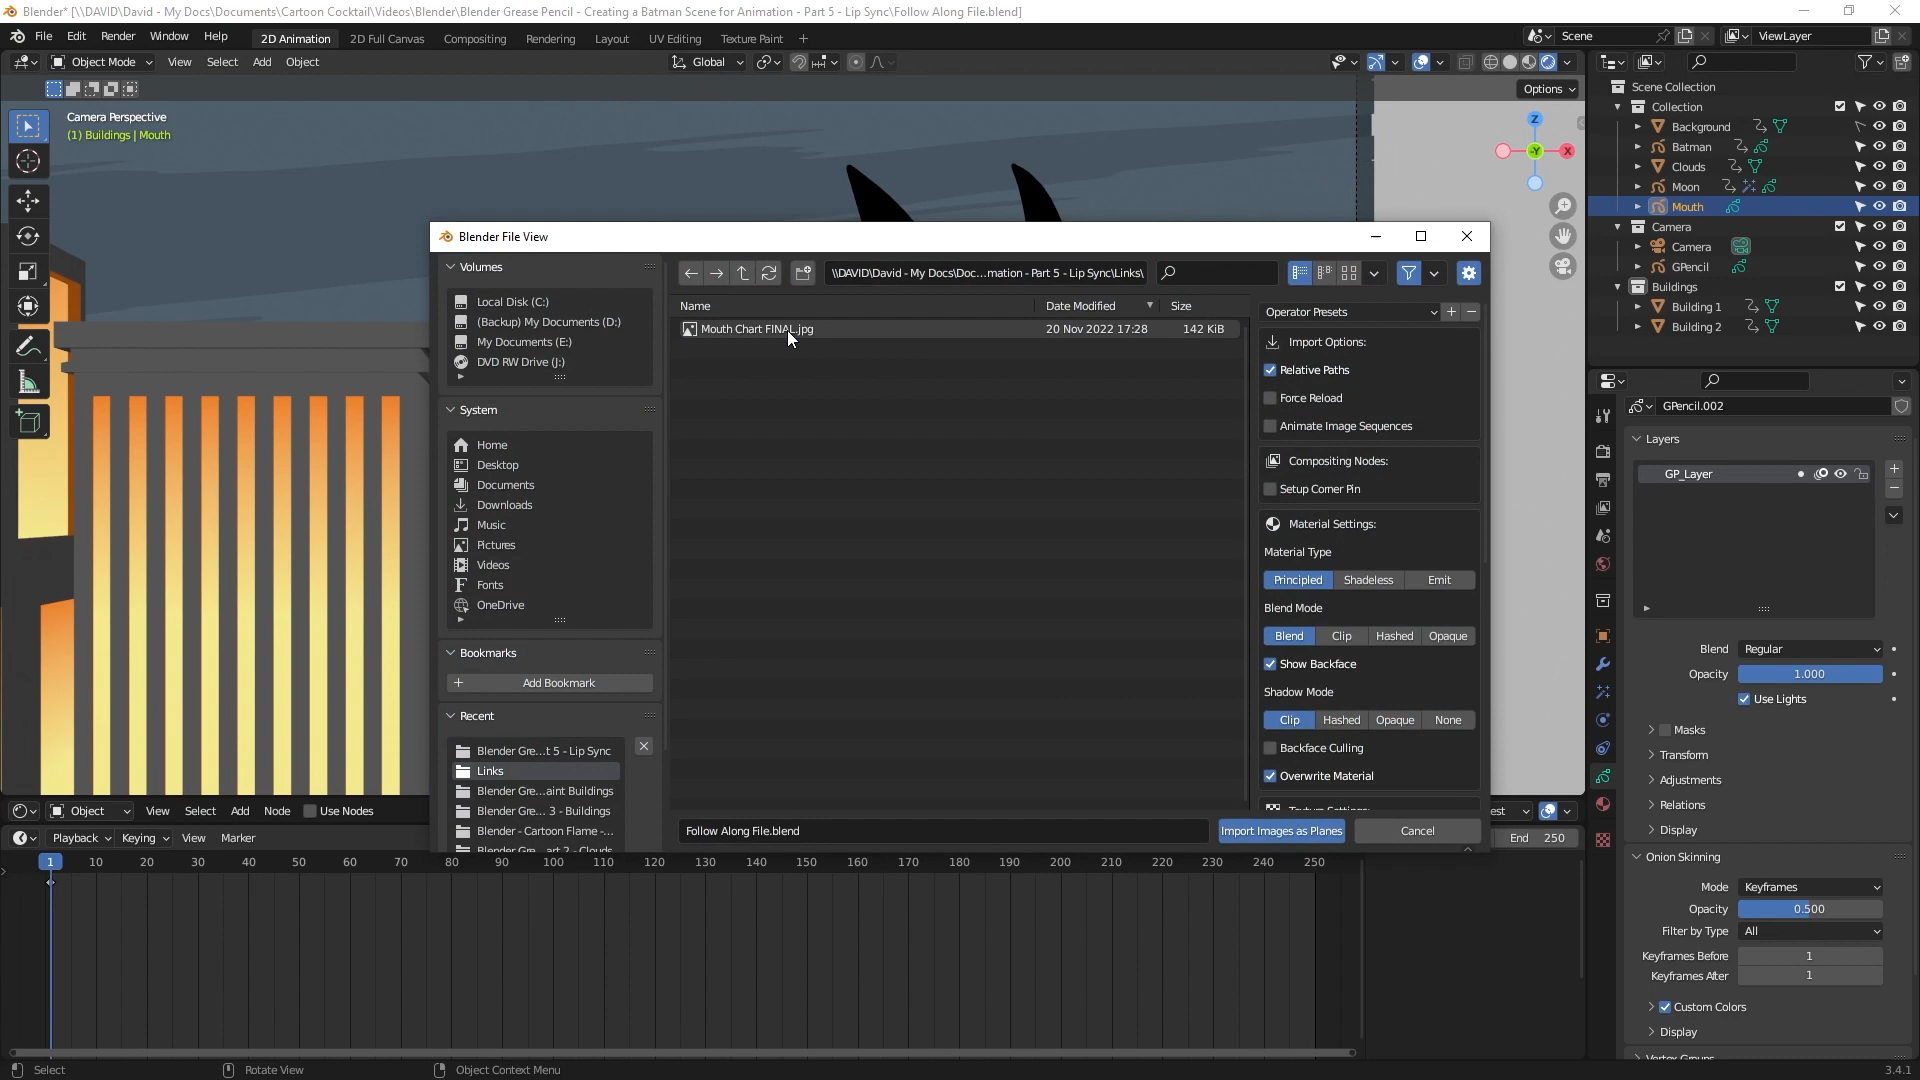 Blender* [\\DAVID\David - My Docs\Documents\Cartoon Cocktail\Videos\Blender\Blender Grease Pencil - Creating a Batman Scene for Animation - Part 5 - Lip Sync\Follow Along File.blend]
File Edit Render Window Help 2D Animation 2D Full Canvas Compositing Rendering Layout UV Editing Texture Paint + Scene ViewLayer
Object Mode View Select Add Object Global
Options
Camera Perspective
(1) Buildings | Mouth
Z
-Y X
Scene Collection
Collection
Background
Batman
Clouds
Moon
Mouth
Camera
Camera
GPencil
Buildings
Building 1
Building 2
Blender File View
Volumes
Local Disk (C:)
(Backup) My Documents (D:)
My Documents (E:)
DVD RW Drive (J:)
System
Home
Desktop
Documents
Downloads
Music
Pictures
Videos
Fonts
OneDrive
Bookmarks
Add Bookmark
Recent
Blender Gre...t 5 - Lip Sync
Links
Blender Gre...aint Buildings
Blender Gre... 3 - Buildings
Blender - Cartoon Flame -...
\\DAVID\David - My Docs\Doc...mation - Part 5 - Lip Sync\Links\
Name Date Modified Size
Mouth Chart FINAL.jpg 20 Nov 2022 17:28 142 KiB
Operator Presets
Import Options:
Relative Paths
Force Reload
Animate Image Sequences
Compositing Nodes:
Setup Corner Pin
Material Settings:
Material Type
Principled Shadeless Emit
Blend Mode
Blend Clip Hashed Opaque
Show Backface
Shadow Mode
Clip Hashed Opaque None
Backface Culling
Overwrite Material
Follow Along File.blend Import Images as Planes Cancel
GPencil.002
Layers
GP_Layer
Blend Regular
Opacity 1.000
Use Lights
Masks
Transform
Adjustments
Relations
Display
Onion Skinning
Mode Keyframes
Opacity 0.500
Filter by Type All
Keyframes Before 1
Keyframes After 1
Custom Colors
Display
Object View Select Add Node Use Nodes
Playback Keying View Marker End 250
1 10 20 30 40 50 60 70 80 90 100 110 120 130 140 150 160 170 180 190 200 210 220 230 240 250
Select Rotate View Object Context Menu 3.4.1